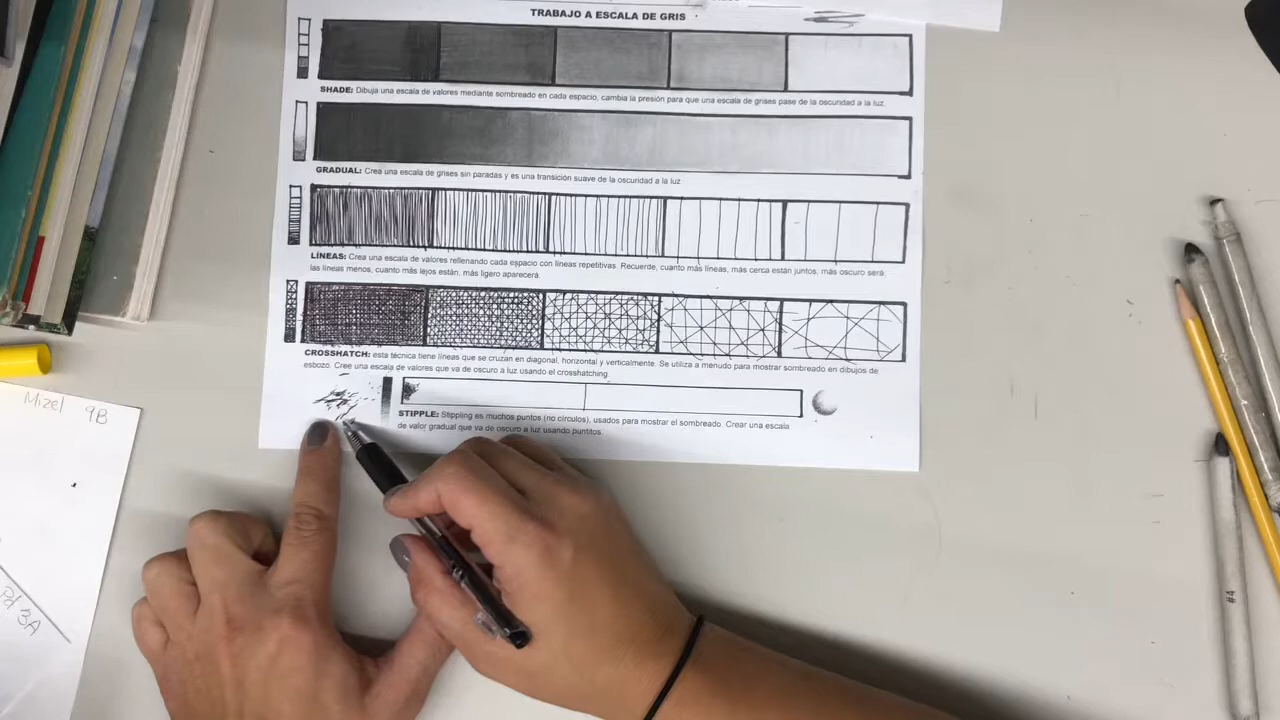 TRABAJO A ESCALA DE GRIS
SHADE: Dibuja una escala de valores mediante sombreado en cada espacio, cambia la presión para que una escala de grises pase de la oscuridad a la luz.
GRADUAL: Crea una escala de grises sin paradas y es una transición suave de la oscuridad a la luz
LÍNEAS: Crea una escala de valores rellenando cada espacio con líneas repetitivas. Recuerde, cuanto más líneas, más cerca están juntos, más oscuro será:
las líneas menos, cuanto más lejos están, más ligero aparecerá.
CROSSHATCH: esta técnica tiene líneas que se cruzan en diagonal, horizontal y verticalmente. Se utiliza a menudo para mostrar sombreado en dibujos de
esbozo. Cree una escala de valores que va de oscuro a luz usando el crosshatching.
STIPPLE: Stippling es muchos puntos (no círculos), usados para mostrar el sombreado. Crear una escala
de valor gradual que va de oscuro a luz usando puntitos.
Mizel 9B
Pd 3A
#4